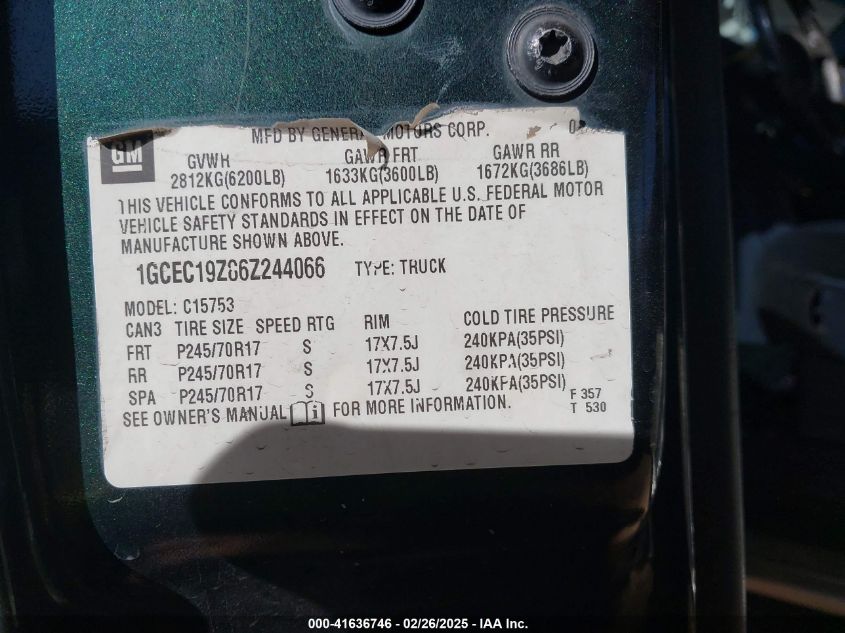 GM
MFD BY GENERAL MOTORS CORP. 0
GVWR GAWR FRT GAWR RR
2812KG(6200LB) 1633KG(3600LB) 1672KG(3686LB)
THIS VEHICLE CONFORMS TO ALL APPLICABLE U.S. FEDERAL MOTOR
VEHICLE SAFETY STANDARDS IN EFFECT ON THE DATE OF
MANUFACTURE SHOWN ABOVE.
1GCEC19Z86Z244066 TYPE: TRUCK
MODEL: C15753
CAN3 TIRE SIZE SPEED RTG RIM COLD TIRE PRESSURE
FRT P245/70R17 S 17X7.5J 240KPA(35PSI)
RR P245/70R17 S 17X7.5J 240KPA(35PSI)
SPA P245/70R17 S 17X7.5J 240KPA(35PSI)
SEE OWNER'S MANUAL i FOR MORE INFORMATION.
F 357
T 530
000-41636746 - 02/26/2025 - IAA Inc.